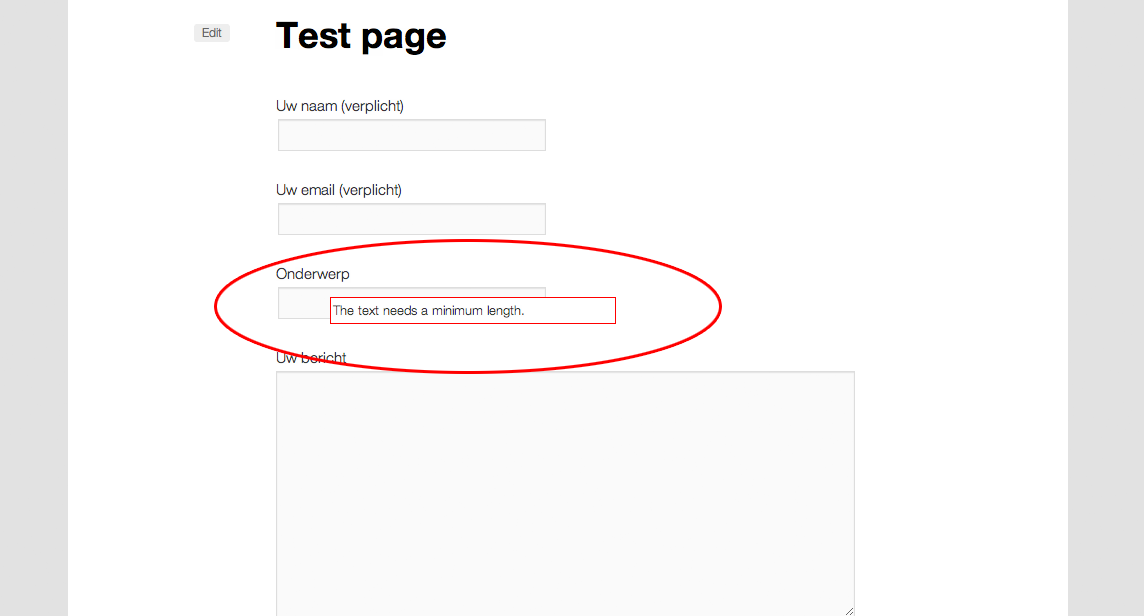 Edit
Test page
Uw naam (verplicht)
Uw email (verplicht)
Onderwerp
The text needs a minimum length.
Uw bericht